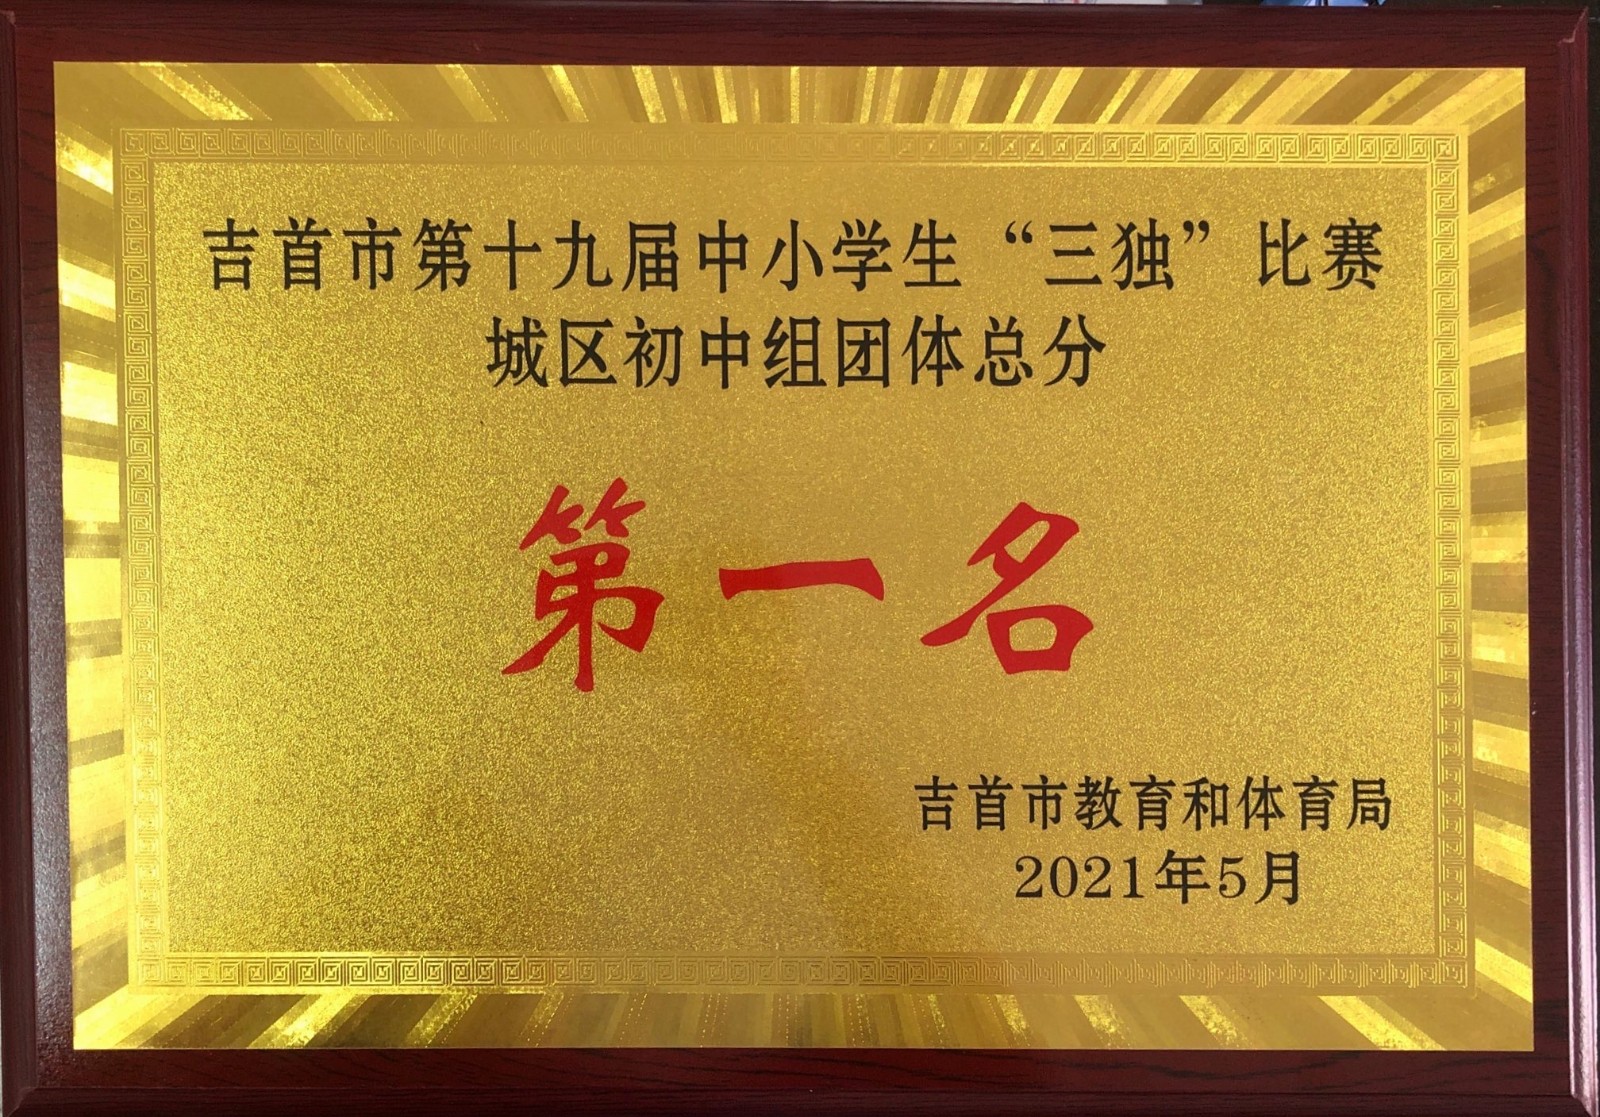 吉首市第十九届中小学生“三独”比赛
城区初中组团体总分
第一名
吉首市教育和体育局
2021年5月